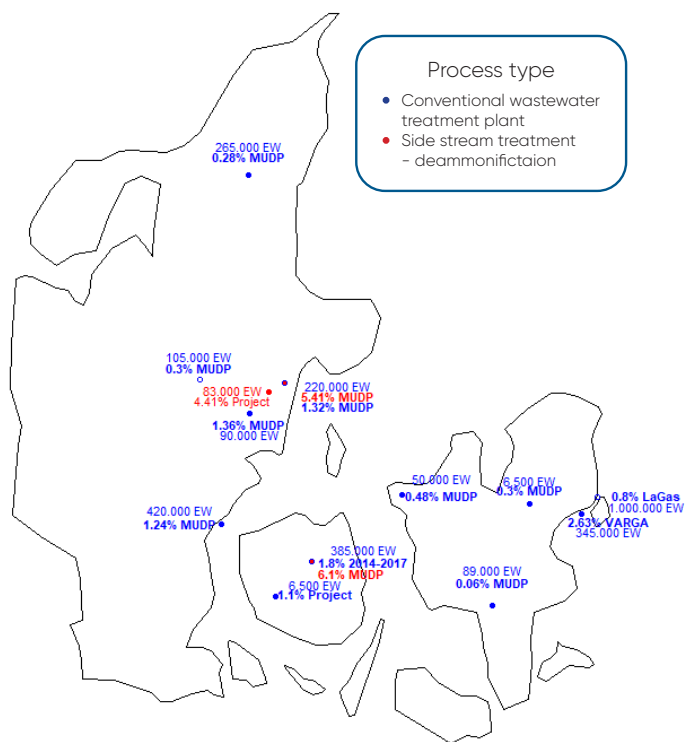 Process type
Conventional wastewater
treatment plant
Side stream treatment
- deammonifictaion
265.000 EW
0.28% MUDP
105.000 EW
0.3% MUDP
83.000 EW
4.41% Project
220.000 EW
5.41% MUDP
1.32% MUDP
1.36% MUDP
90.000 EW
50.000 EW
0.48% MUDP
6.500 EW
0.3% MUDP
0.8% LaGas
1.000.000 EW
2.63% VARGA
345.000 EW
420.000 EW
1.24% MUDP
385.000 EW
1.8% 2014-2017
6.1% MUDP
6.500 EW
1.1% Project
89.000 EW
0.06% MUDP